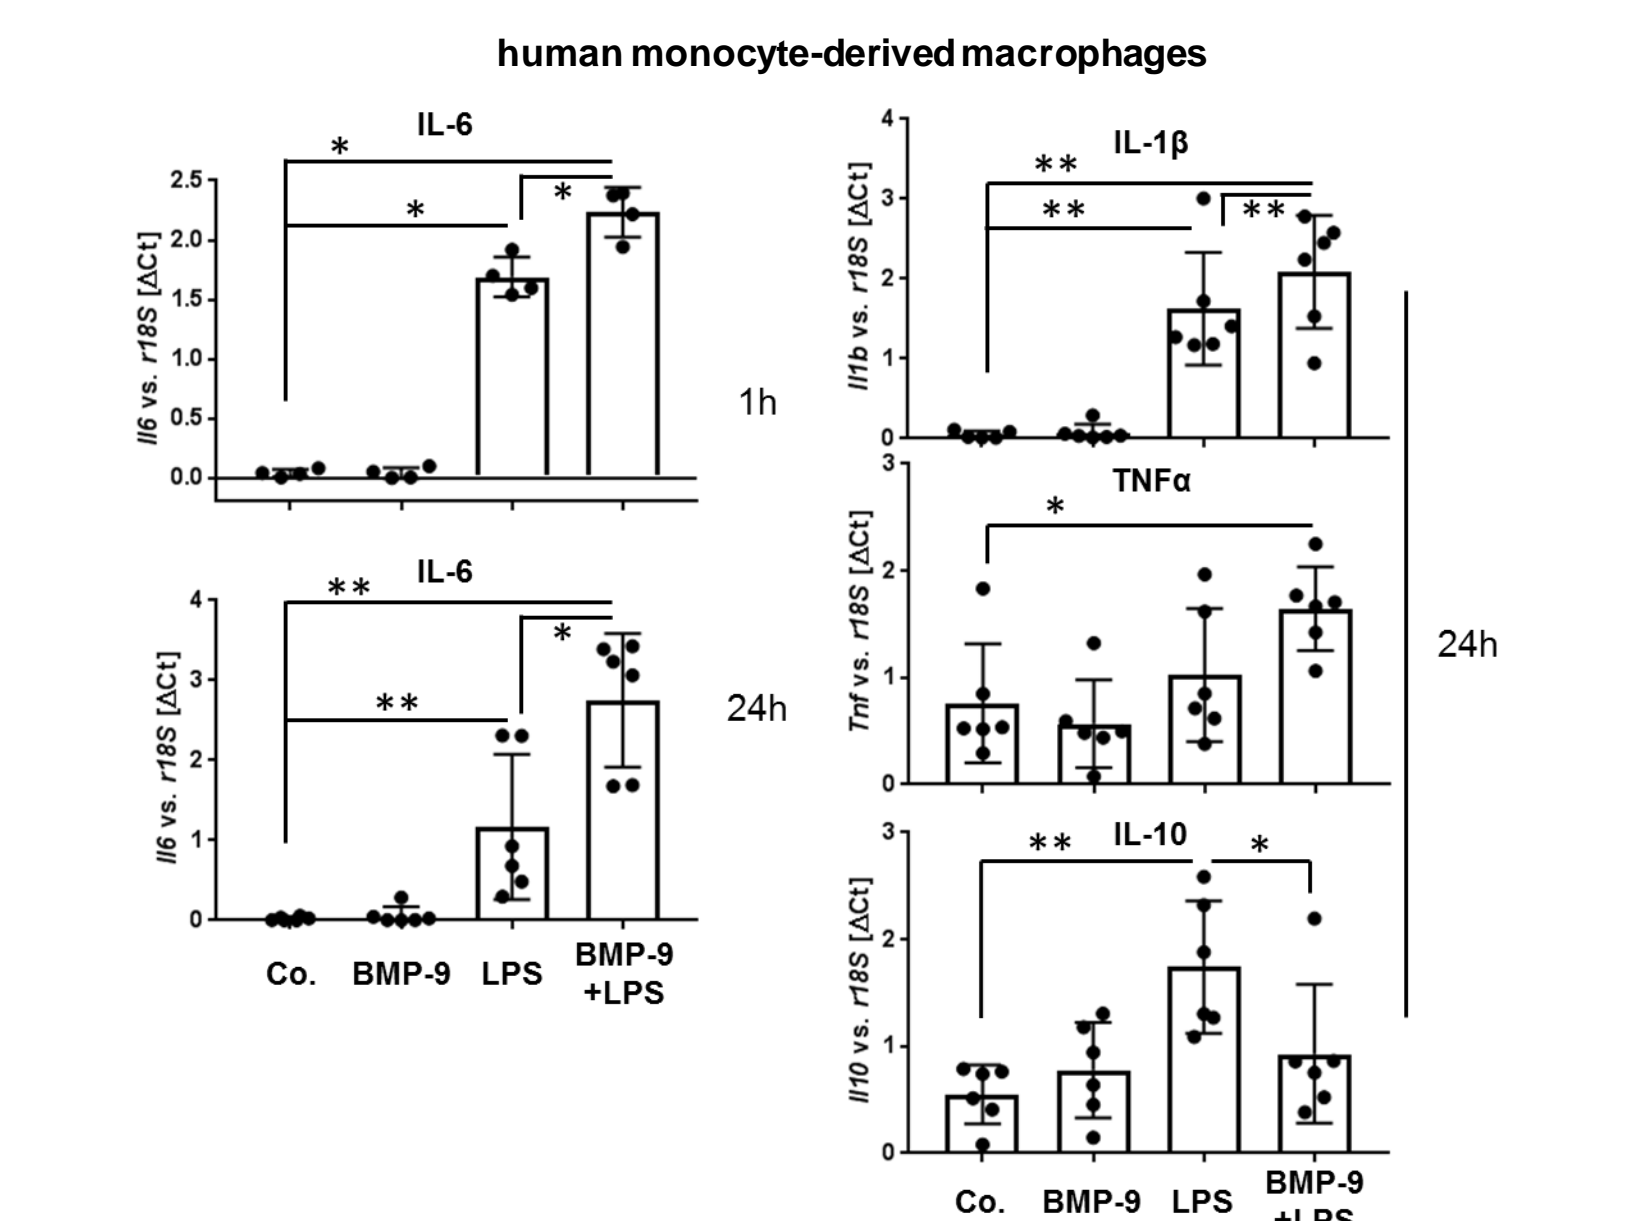 human monocyte-derived macrophages
IL-6
*
*
*
2.5
2.0
1.5
1.0
0.5
0.0
Il6 vs. r18S [ΔCt]
1h
IL-6
**
*
**
4
3
2
1
0
Il6 vs. r18S [ΔCt]
24h
Co.
BMP-9
LPS
BMP-9
+LPS
IL-1β
**
**
**
4
3
2
1
0
Il1b vs. r18S [ΔCt]
TNFα
*
3
2
1
0
Tnf vs. r18S [ΔCt]
24h
IL-10
**
*
3
2
1
0
Il10 vs. r18S [ΔCt]
Co.
BMP-9
LPS
BMP-9
+LPS